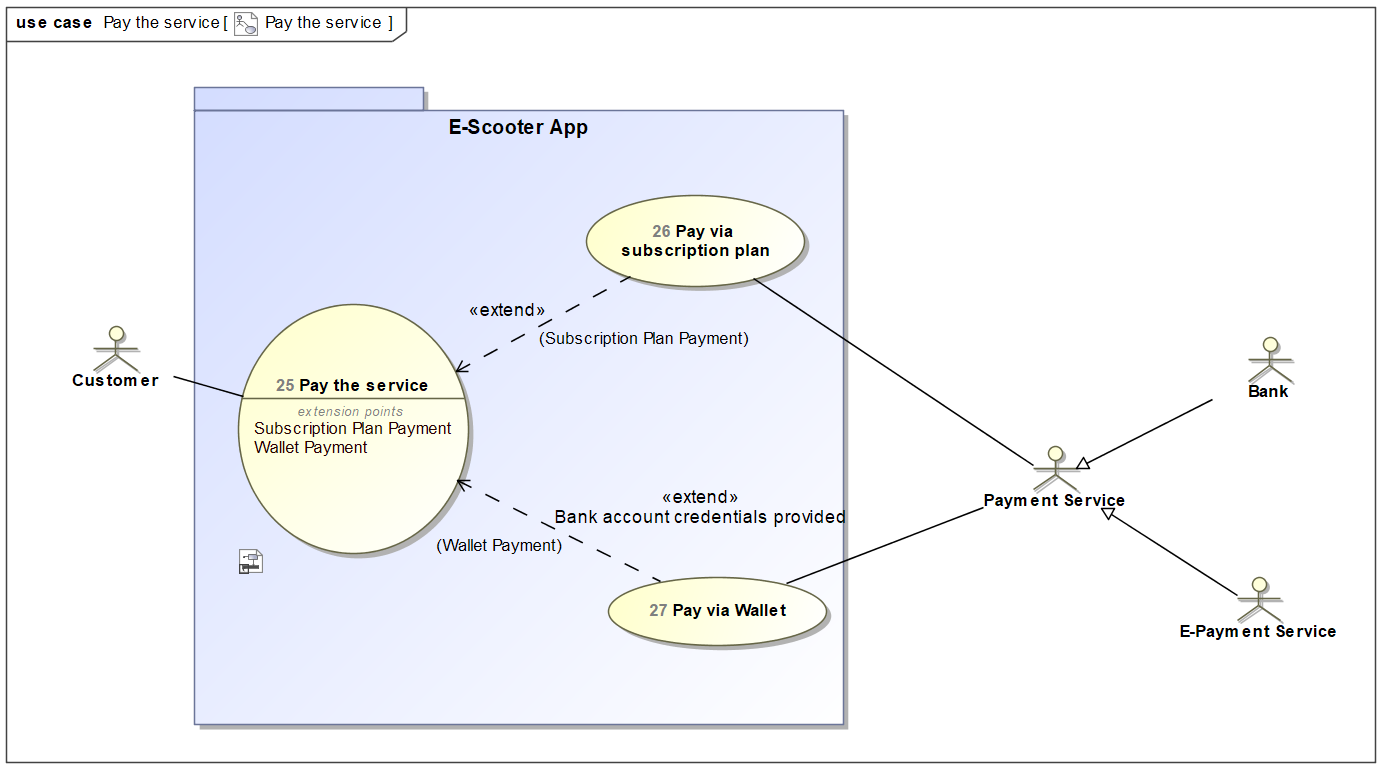 use case Pay the service [ Pay the service ]
E-Scooter App
26 Pay via
subscription plan
«extend»
(Subscription Plan Payment)
Customer
25 Pay the service
extension points
Subscription Plan Payment
Wallet Payment
Bank
Payment Service
«extend»
Bank account credentials provided
(Wallet Payment)
27 Pay via Wallet
E-Payment Service